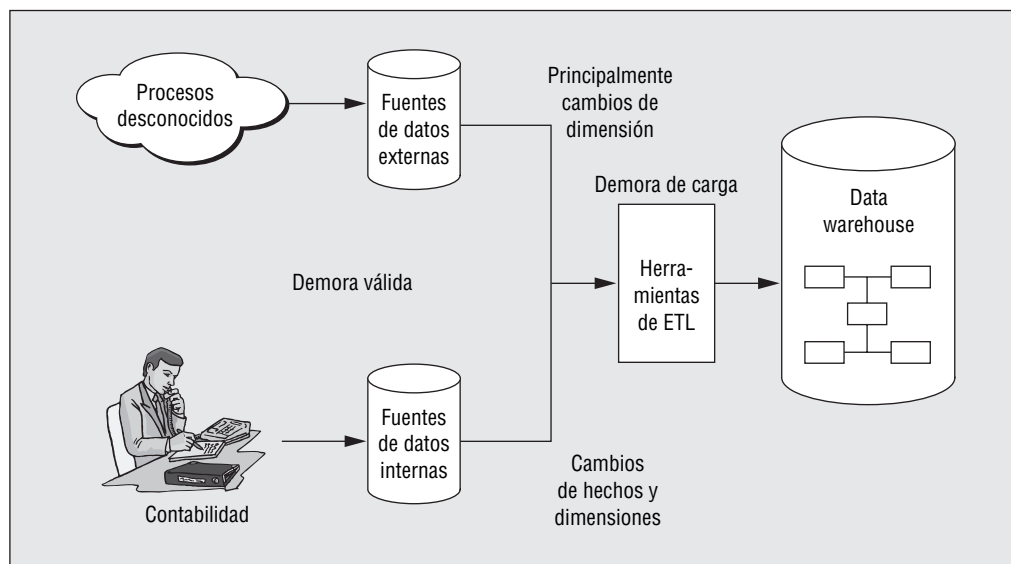 Procesos
desconocidos
Fuentes
de datos
externas
Principalmente
cambios de
dimensión
Demora de carga
Data
warehouse
Demora válida
Herra-
mientas
de ETL
Fuentes
de datos
internas
Contabilidad
Cambios
de hechos y
dimensiones